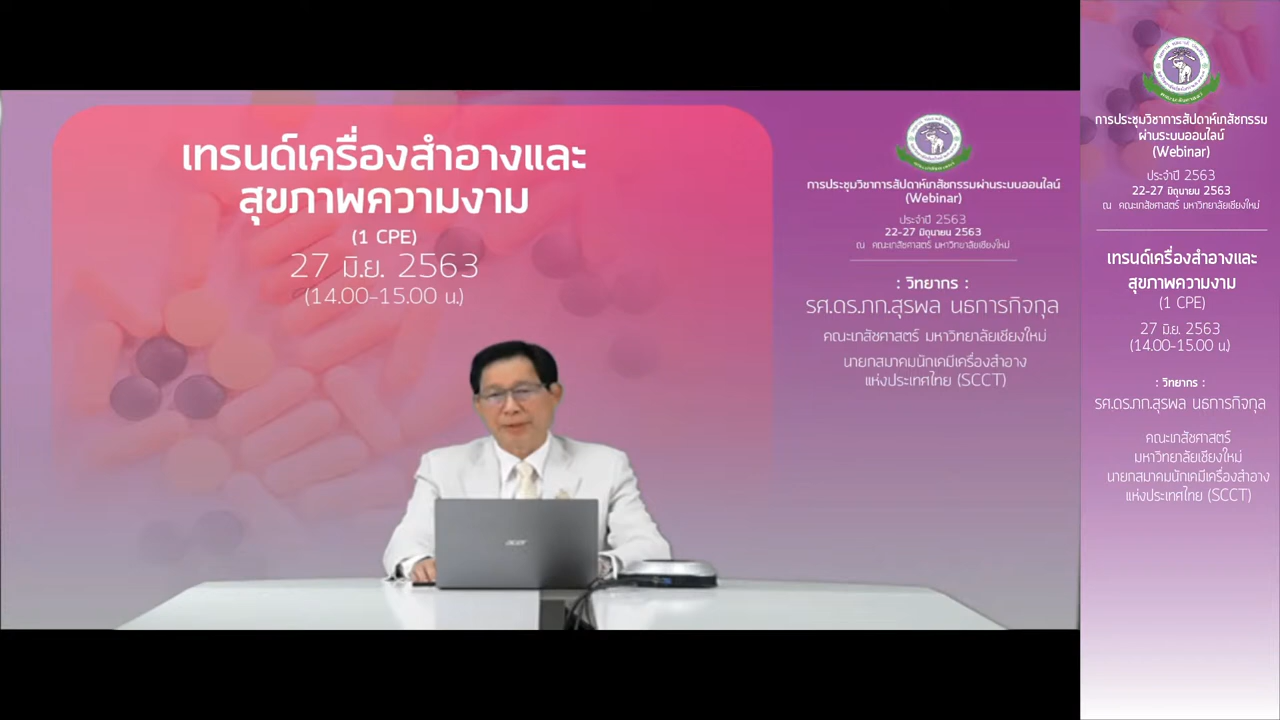 เทรนด์เครื่องสำอางและ
สุขภาพความงาม
(1 CPE)
27 มิ.ย. 2563
(14.00-15.00 น.)
การประชุมวิชาการสัปดาห์เภสัชกรรมผ่านระบบออนไลน์
(Webinar)
ประจำปี 2563
22-27 มิถุนายน 2563
ณ คณะเภสัชศาสตร์ มหาวิทยาลัยเชียงใหม่
: วิทยากร :
รศ.ดร.ภก.สุรพล นธการกิจกุล
คณะเภสัชศาสตร์ มหาวิทยาลัยเชียงใหม่
นายกสมาคมนักเคมีเครื่องสำอาง
แห่งประเทศไทย (SCCT)
acer
การประชุมวิชาการสัปดาห์เภสัชกรรม
ผ่านระบบออนไลน์
(Webinar)
ประจำปี 2563
22-27 มิถุนายน 2563
ณ คณะเภสัชศาสตร์ มหาวิทยาลัยเชียงใหม่
เทรนด์เครื่องสำอางและ
สุขภาพความงาม
(1 CPE)
27 มิ.ย. 2563
(14.00-15.00 น.)
: วิทยากร :
รศ.ดร.ภก.สุรพล นธการกิจกุล
คณะเภสัชศาสตร์
มหาวิทยาลัยเชียงใหม่
นายกสมาคมนักเคมีเครื่องสำอาง
แห่งประเทศไทย (SCCT)